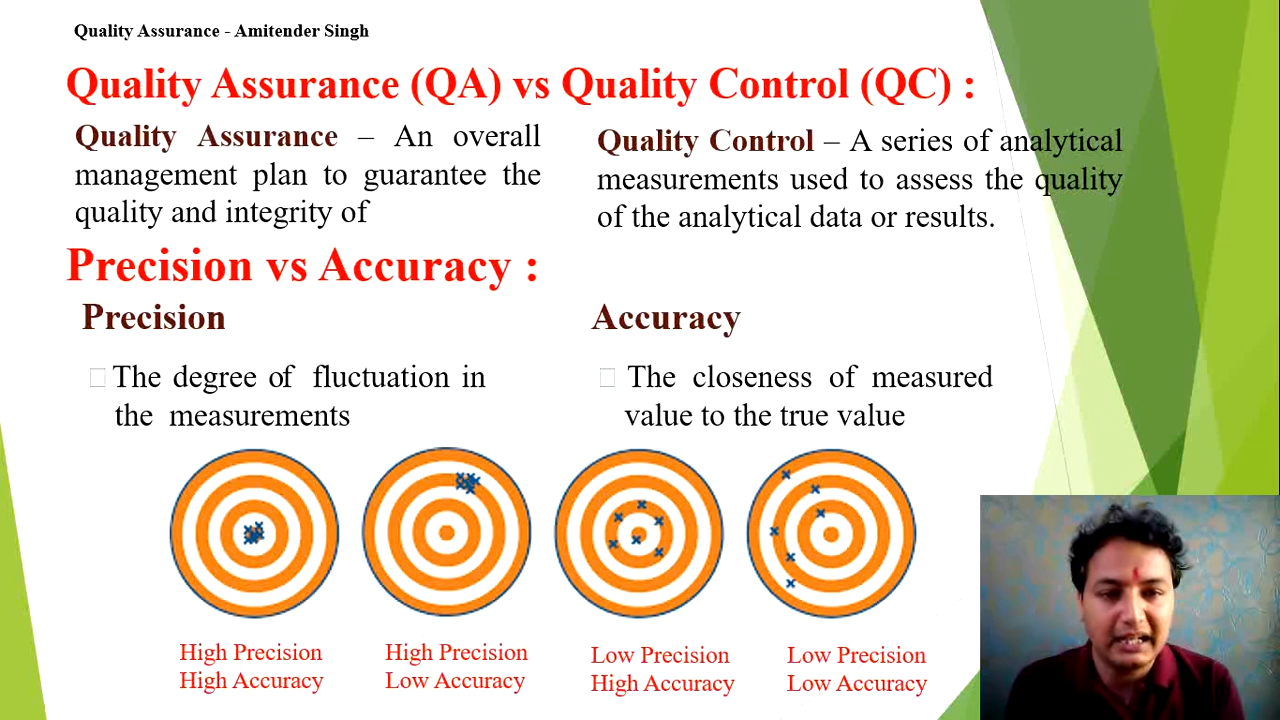 Quality Assurance - Amitender Singh
Quality Assurance (QA) vs Quality Control (QC) :
Quality Assurance – An overall
management plan to guarantee the
quality and integrity of
Quality Control – A series of analytical
measurements used to assess the quality
of the analytical data or results.
Precision vs Accuracy :
Precision
The degree of fluctuation in
the measurements
Accuracy
The closeness of measured
value to the true value
High Precision
High Accuracy
High Precision
Low Accuracy
Low Precision
High Accuracy
Low Precision
Low Accuracy